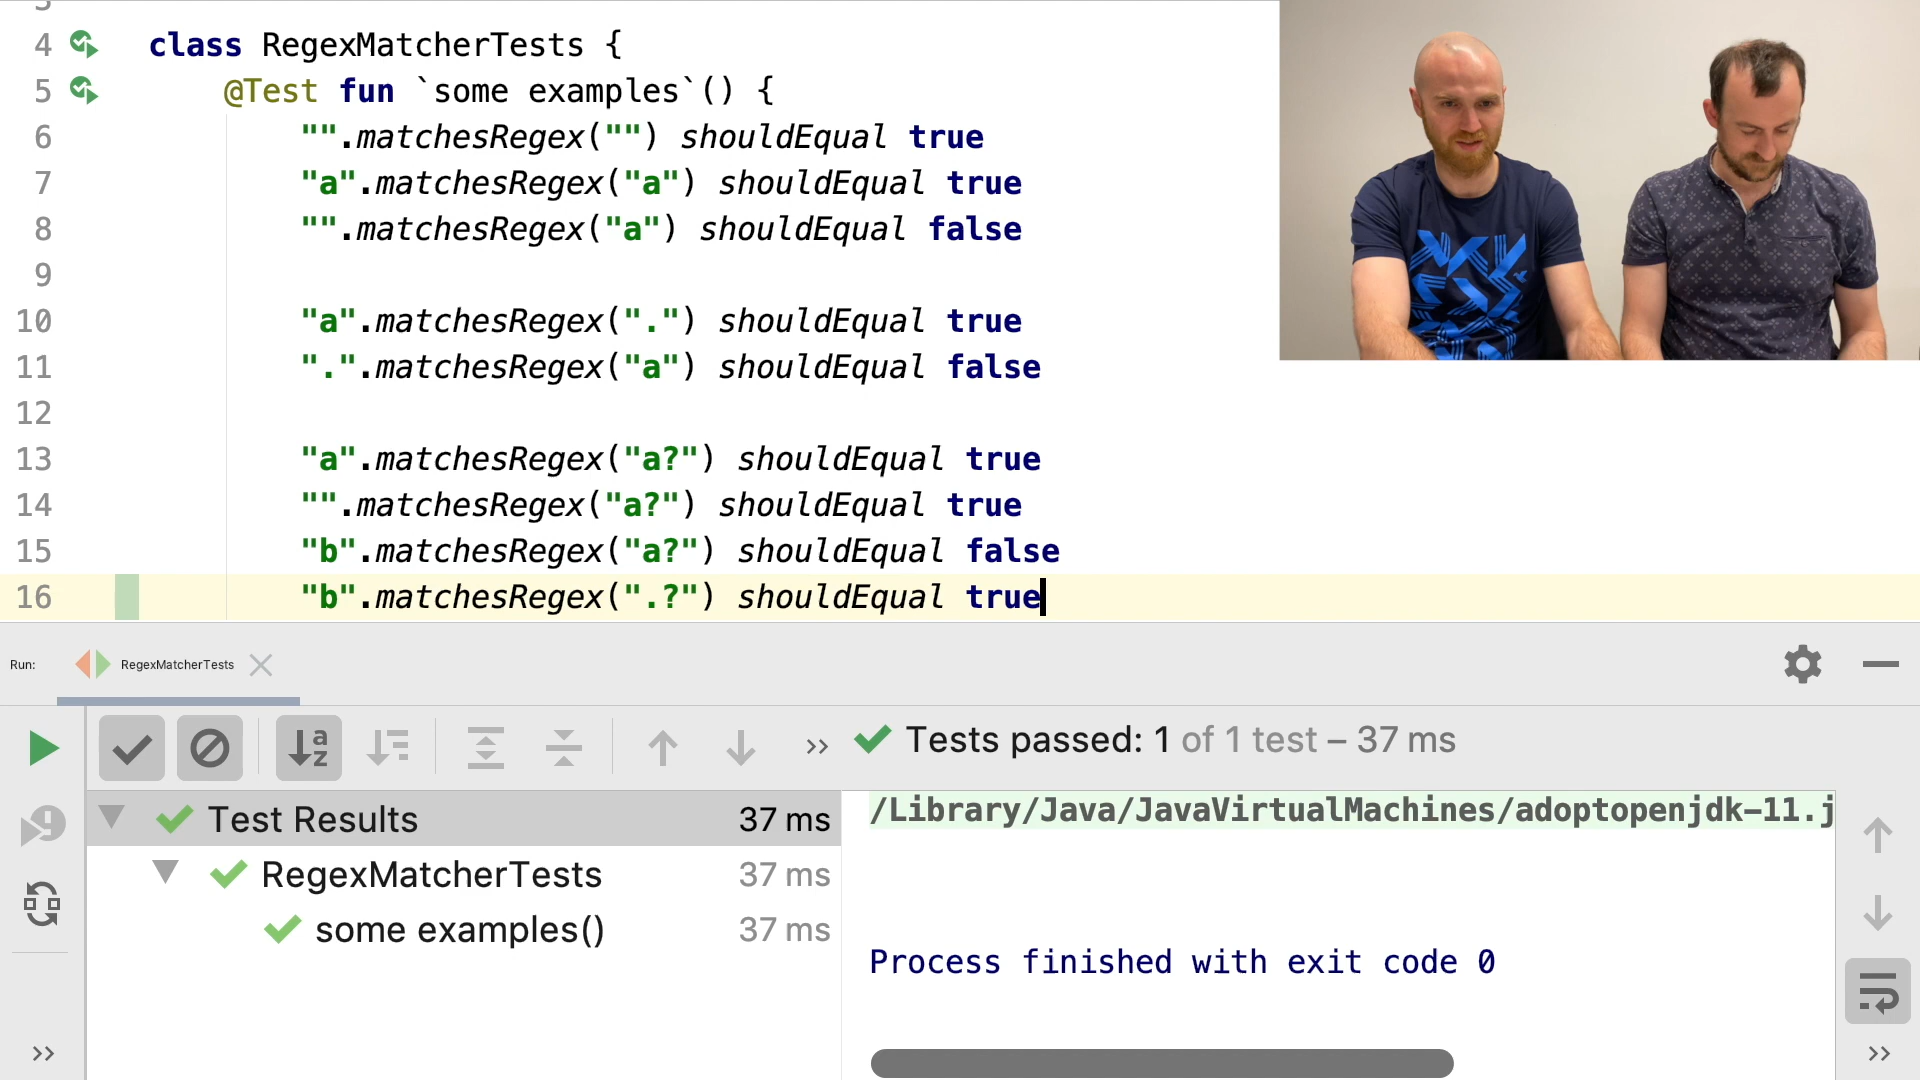 4 class RegexMatcherTests {
5 @Test fun `some examples`() {
6 "".matchesRegex("") shouldEqual true
7 "a".matchesRegex("a") shouldEqual true
8 "".matchesRegex("a") shouldEqual false
9
10 "a".matchesRegex(".") shouldEqual true
11 ".".matchesRegex("a") shouldEqual false
12
13 "a".matchesRegex("a?") shouldEqual true
14 "".matchesRegex("a?") shouldEqual true
15 "b".matchesRegex("a?") shouldEqual false
16 "b".matchesRegex(".?") shouldEqual true
Run: RegexMatcherTests
Tests passed: 1 of 1 test – 37 ms
Test Results 37 ms
RegexMatcherTests 37 ms
some examples() 37 ms
/Library/Java/JavaVirtualMachines/adoptopenjdk-11.j
Process finished with exit code 0